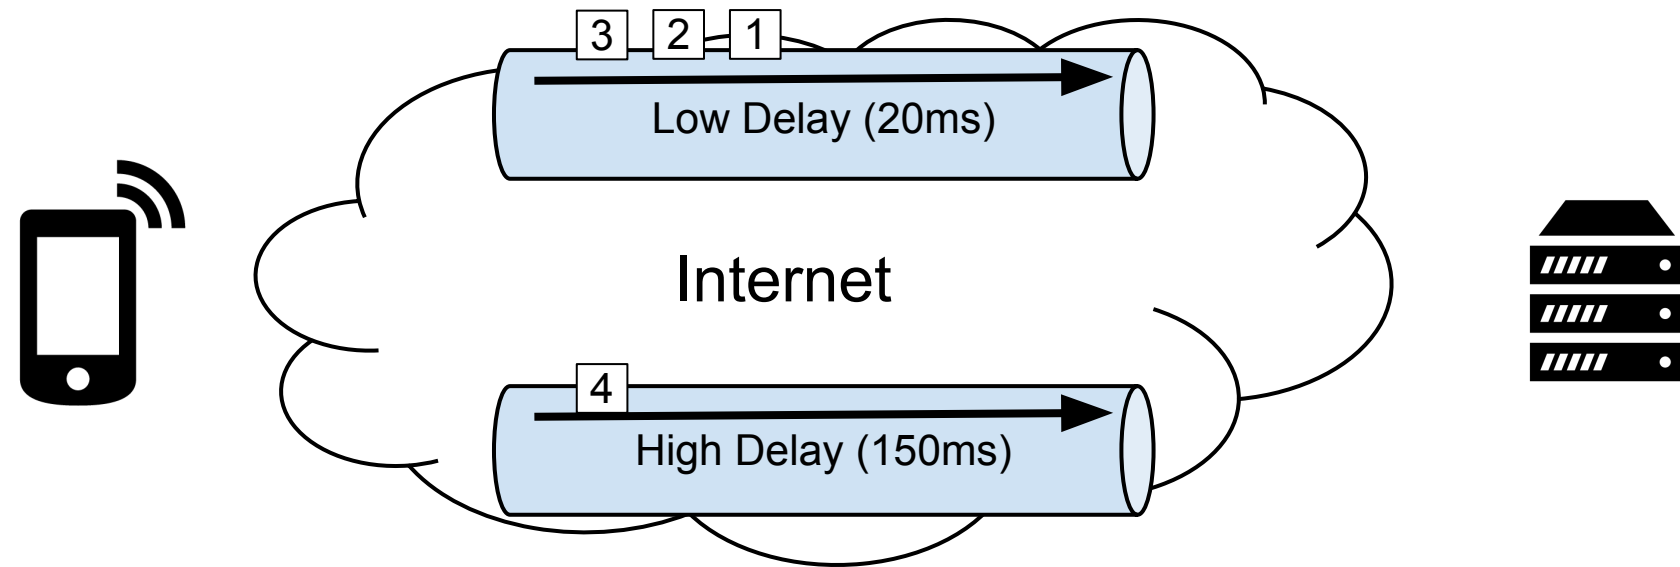 3 2 1
Low Delay (20ms)
Internet
4
High Delay (150ms)